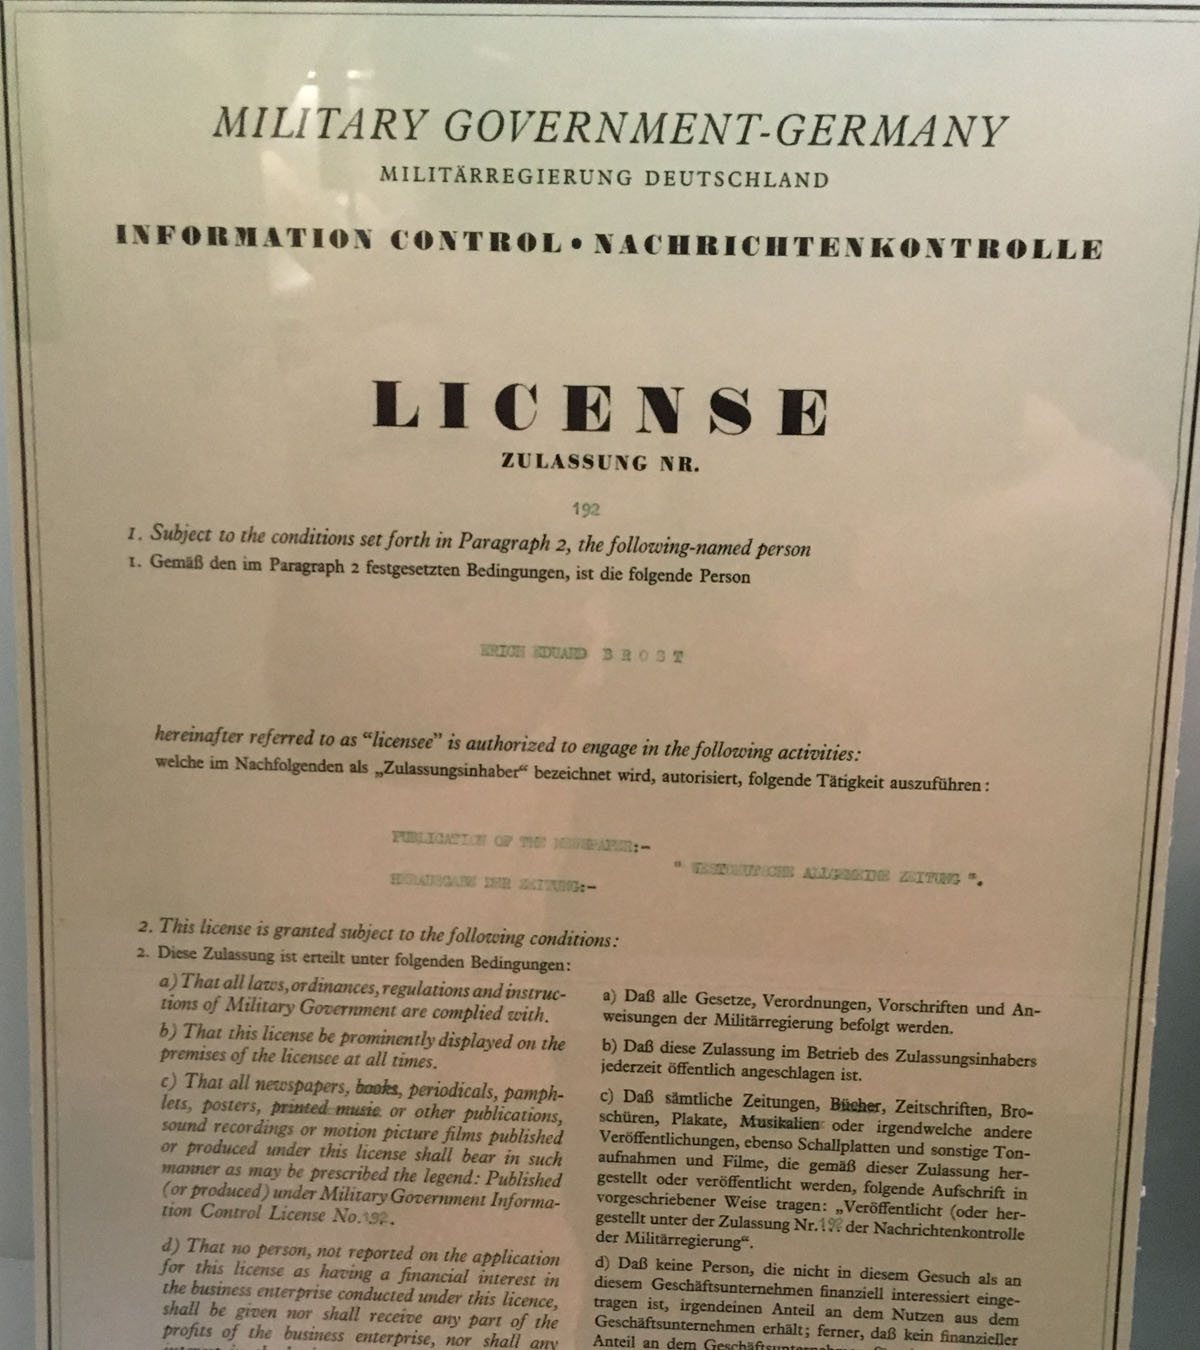 MILITARY GOVERNMENT-GERMANY
MILITÄRREGIERUNG DEUTSCHLAND
INFORMATION CONTROL • NACHRICHTENKONTROLLE
LICENSE
ZULASSUNG NR.
192
1. Subject to the conditions set forth in Paragraph 2, the following-named person
1. Gemäß den im Paragraph 2 festgesetzten Bedingungen, ist die folgende Person
ERICH EDUARD B R O S T
hereinafter referred to as “licensee” is authorized to engage in the following activities:
welche im Nachfolgenden als „Zulassungsinhaber“ bezeichnet wird, autorisiert, folgende Tätigkeit auszuführen:
PUBLICATION OF THE NEWSPAPER:-
" WESTDEUTSCHE ALLGEMEINE ZEITUNG ".
HERAUSGABE DER ZEITUNG:-
2. This license is granted subject to the following conditions:
2. Diese Zulassung ist erteilt unter folgenden Bedingungen:
a) That all laws, ordinances, regulations and instruc-
tions of Military Government are complied with.
b) That this license be prominently displayed on the
premises of the licensee at all times.
c) That all newspapers, books, periodicals, pamph-
lets, posters, printed music or other publications,
sound recordings or motion picture films published
or produced under this license shall bear in such
manner as may be prescribed the legend: Published
(or produced) under Military Government Informa-
tion Control License No. 192.
d) That no person, not reported on the application
for this license as having a financial interest in
the business enterprise conducted under this licence,
shall be given nor shall receive any part of the
profits of the business enterprise, nor shall any
a) Daß alle Gesetze, Verordnungen, Vorschriften und An-
weisungen der Militärregierung befolgt werden.
b) Daß diese Zulassung im Betrieb des Zulassungsinhabers
jederzeit öffentlich angeschlagen ist.
c) Daß sämtliche Zeitungen, Bücher, Zeitschriften, Bro-
schüren, Plakate, Musikalien oder irgendwelche andere
Veröffentlichungen, ebenso Schallplatten und sonstige Ton-
aufnahmen und Filme, die gemäß dieser Zulassung her-
gestellt oder veröffentlicht werden, folgende Aufschrift in
vorgeschriebener Weise tragen: „Veröffentlicht (oder her-
gestellt unter der Zulassung Nr. 192 der Nachrichtenkontrolle
der Militärregierung“.
d) Daß keine Person, die nicht in diesem Gesuch als an
diesem Geschäftsunternehmen finanziell interessiert einge-
tragen ist, irgendeinen Anteil an dem Nutzen aus dem
Geschäftsunternehmen erhält; ferner, daß kein finanzieller
Anteil an dem